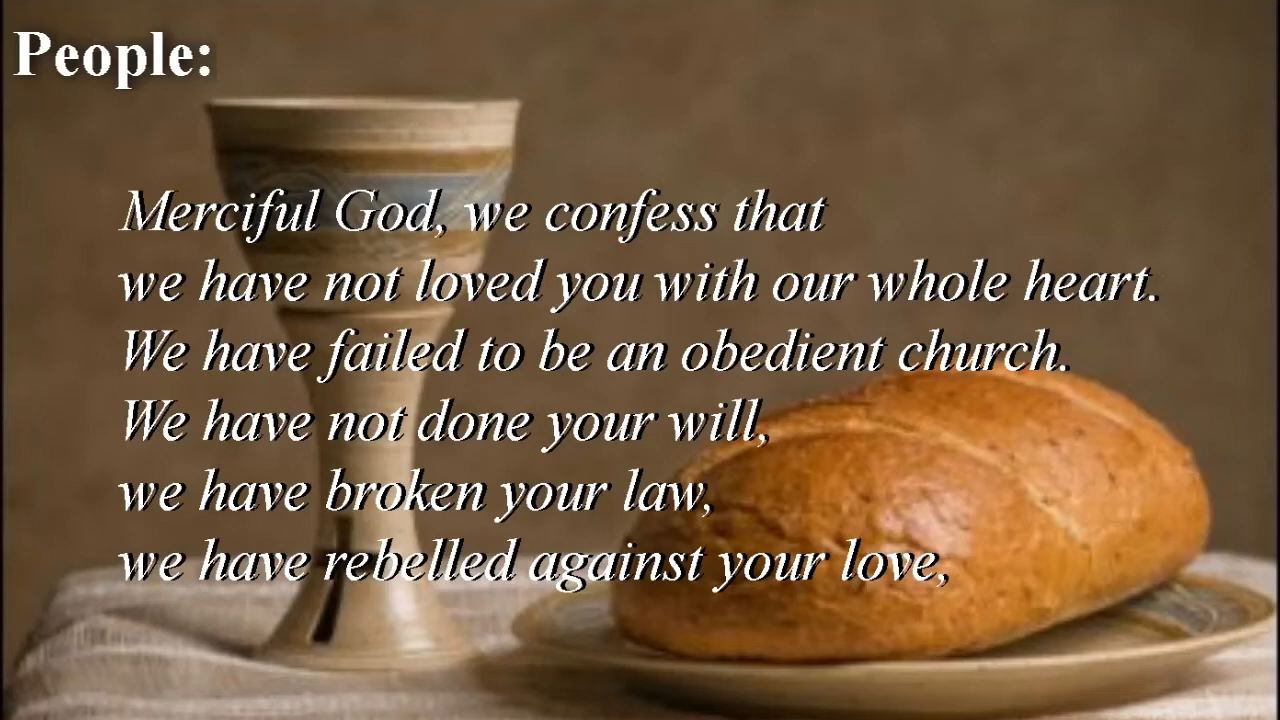 People:
Merciful God, we confess that
we have not loved you with our whole heart.
We have failed to be an obedient church.
We have not done your will,
we have broken your law,
we have rebelled against your love,